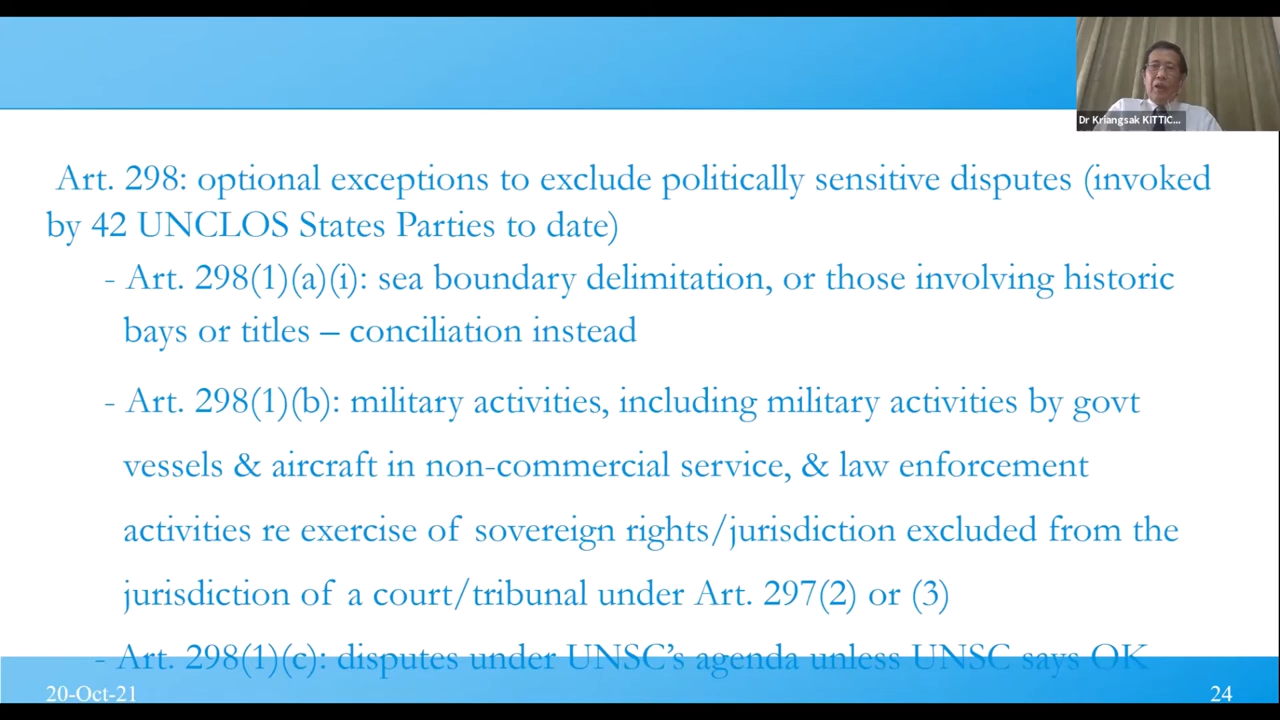 Dr Kriangsak KITTIC...
Art. 298: optional exceptions to exclude politically sensitive disputes (invoked
by 42 UNCLOS States Parties to date)
- Art. 298(1)(a)(i): sea boundary delimitation, or those involving historic
bays or titles – conciliation instead
- Art. 298(1)(b): military activities, including military activities by govt
vessels & aircraft in non-commercial service, & law enforcement
activities re exercise of sovereign rights/jurisdiction excluded from the
jurisdiction of a court/tribunal under Art. 297(2) or (3)
- Art. 298(1)(c): disputes under UNSC's agenda unless UNSC says OK
20-Oct-21
24